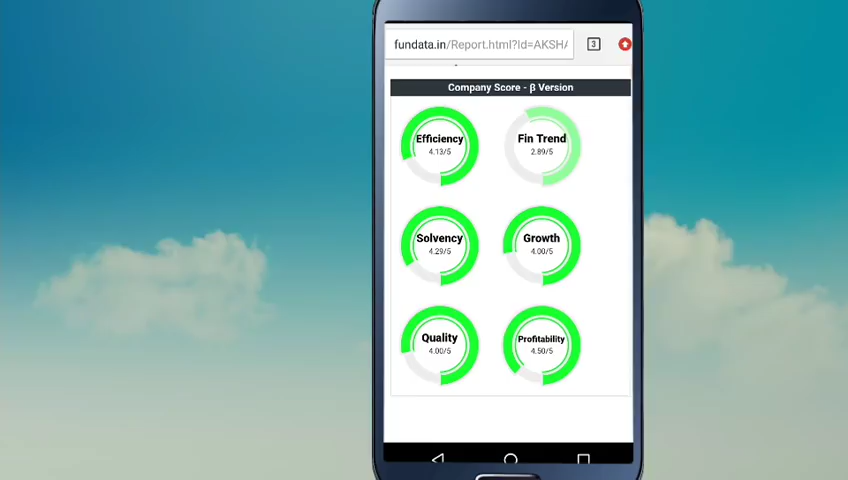 fundata.in/Report.html?Id=AKSHA
3
Company Score - β Version
Efficiency
4.13/5
Fin Trend
2.89/5
Solvency
4.29/5
Growth
4.00/5
Quality
4.00/5
Profitability
4.50/5